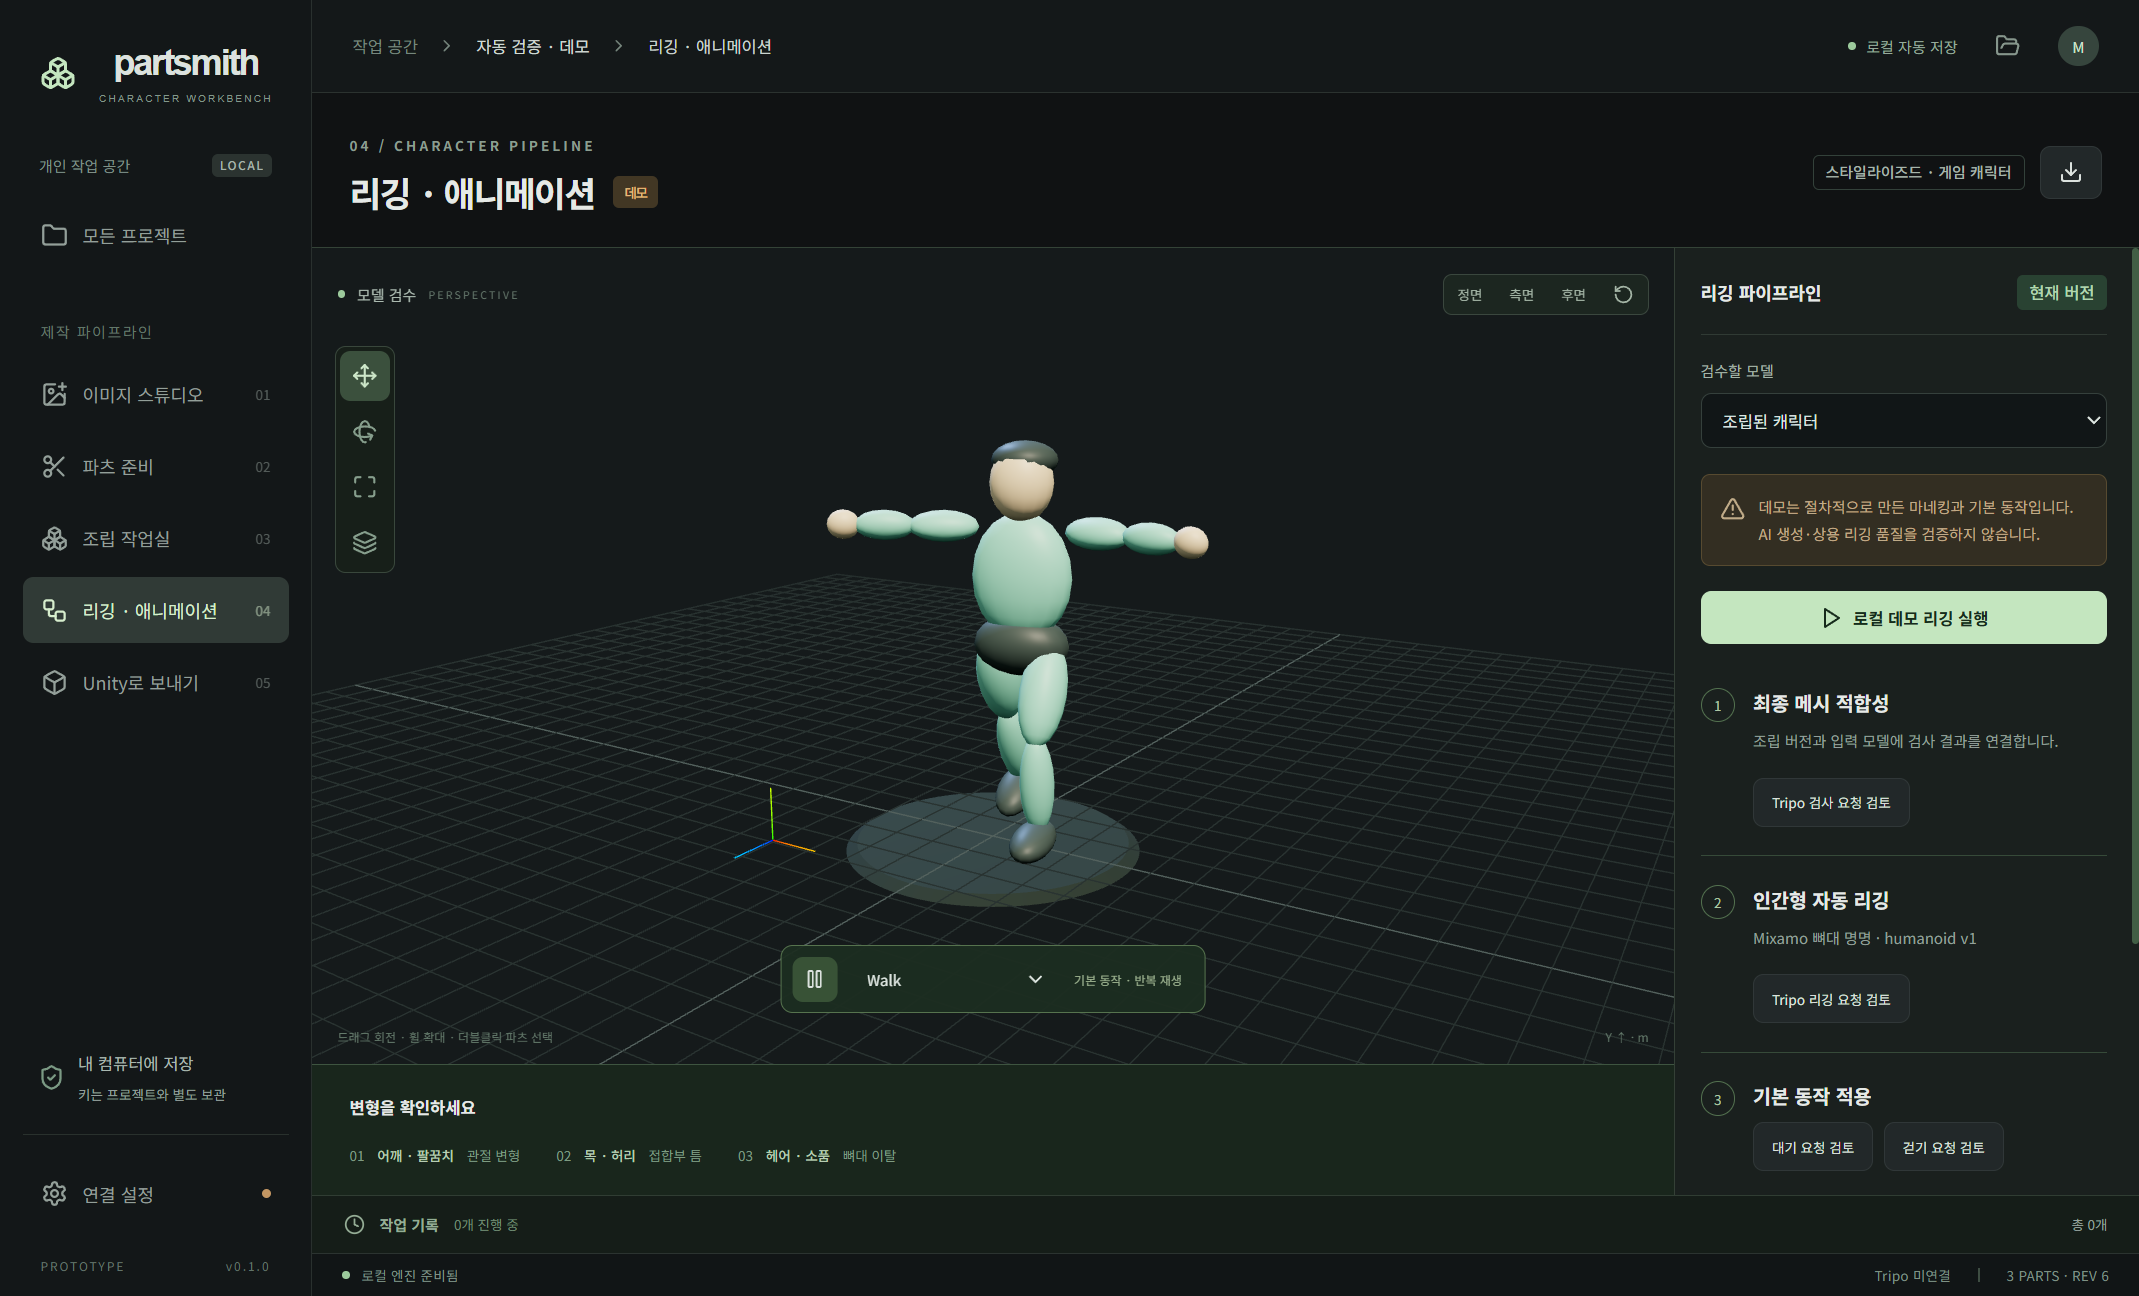 partsmith
CHARACTER WORKBENCH
개인 작업 공간
LOCAL
모든 프로젝트
제작 파이프라인
이미지 스튜디오
01
파츠 준비
02
조립 작업실
03
리깅 · 애니메이션
04
Unity로 보내기
05
내 컴퓨터에 저장
키는 프로젝트와 별도 보관
연결 설정
PROTOTYPE
v0.1.0
작업 공간
자동 검증 · 데모
리깅 · 애니메이션
로컬 자동 저장
M
04 / CHARACTER PIPELINE
리깅 · 애니메이션
데모
스타일라이즈드 · 게임 캐릭터
모델 검수
PERSPECTIVE
정면
측면
후면
Walk
기본 동작 · 반복 재생
드래그 회전 · 휠 확대 · 더블클릭 파츠 선택
Y ↑ · m
변형을 확인하세요
01 어깨 · 팔꿈치 관절 변형
02 목 · 허리 접합부 틈
03 헤어 · 소품 뼈대 이탈
리깅 파이프라인
현재 버전
검수할 모델
조립된 캐릭터
데모는 절차적으로 만든 마네킹과 기본 동작입니다.
AI 생성·상용 리깅 품질을 검증하지 않습니다.
로컬 데모 리깅 실행
1
최종 메시 적합성
조립 버전과 입력 모델에 검사 결과를 연결합니다.
Tripo 검사 요청 검토
2
인간형 자동 리깅
Mixamo 뼈대 명명 · humanoid v1
Tripo 리깅 요청 검토
3
기본 동작 적용
대기 요청 검토
걷기 요청 검토
작업 기록
0개 진행 중
총 0개
로컬 엔진 준비됨
Tripo 미연결
3 PARTS · REV 6